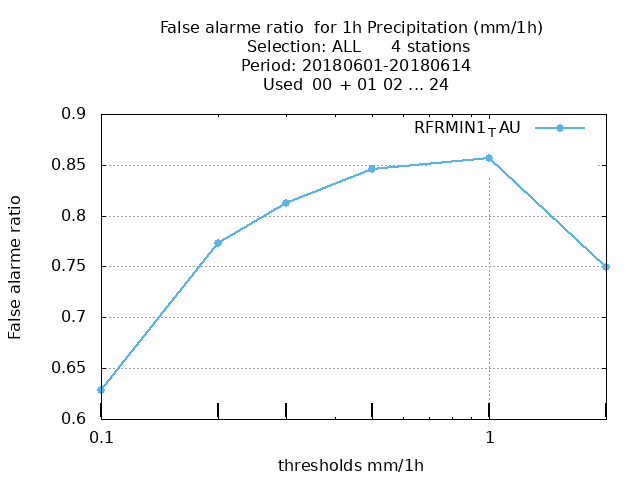 False alarme ratio  for 1h Precipitation (mm/1h)
Selection: ALL      4 stations
Period: 20180601-20180614
Used  00 + 01 02 ... 24
RFRMIN1_TAU
False alarme ratio
0.9
0.85
0.8
0.75
0.7
0.65
0.6
0.1
1
thresholds mm/1h